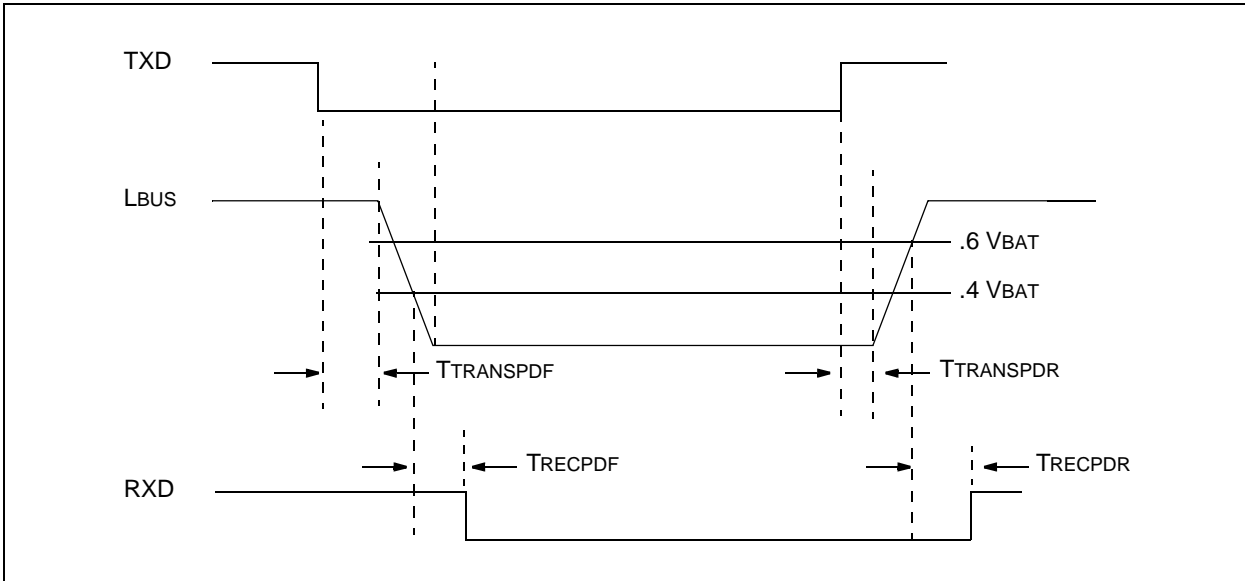 TXD
LBUS
.6 VBAT
.4 VBAT
TTRANSPDF
TTRANSPDR
TRECPDF
TRECPDR
RXD